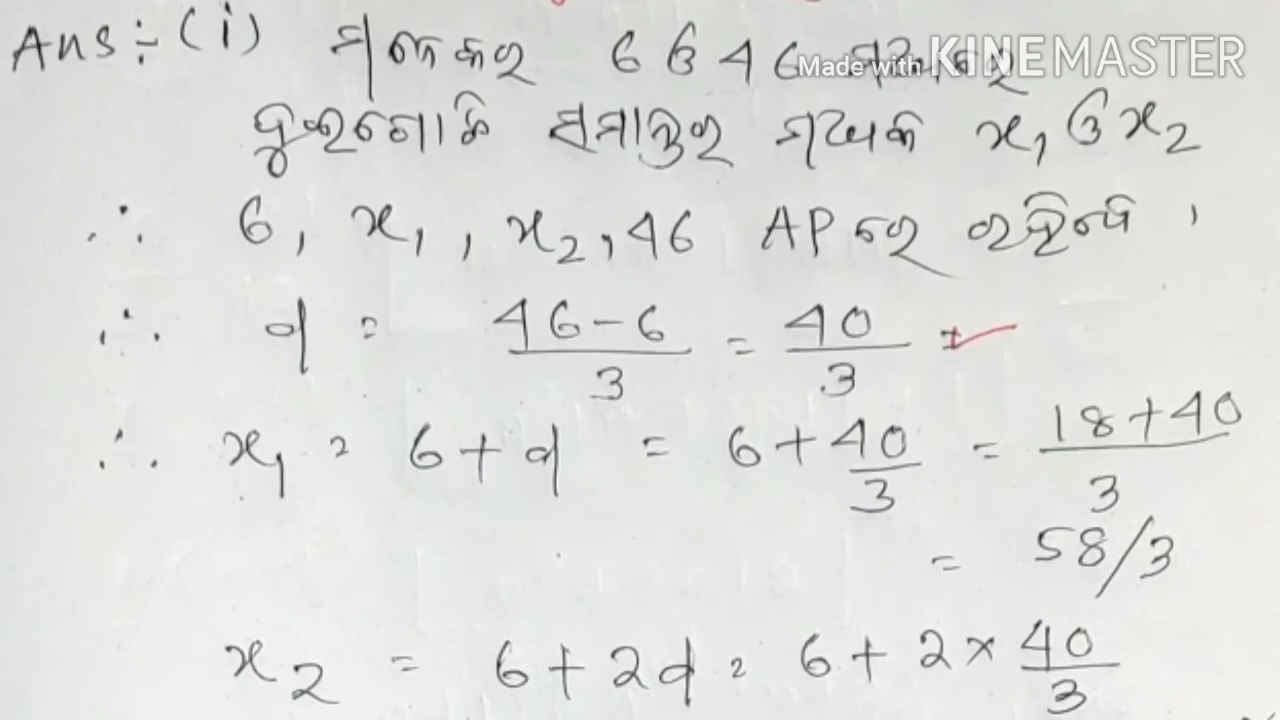 Ans :- (i) ମନେକର 6 ଓ 46 ମଧ୍ୟରେ
Made with KINEMASTER
ଦୁଇଗୋଟି ସମାନ୍ତର ମଧ୍ୟକ x₁ ଓ x₂
∴ 6, x₁, x₂, 46 AP ରେ ରହିବେ ।
∴ d = 46-6/3 = 40/3
∴ x₁ = 6+d = 6+40/3 = 18+40/3
= 58/3
x₂ = 6+2d = 6+2×40/3